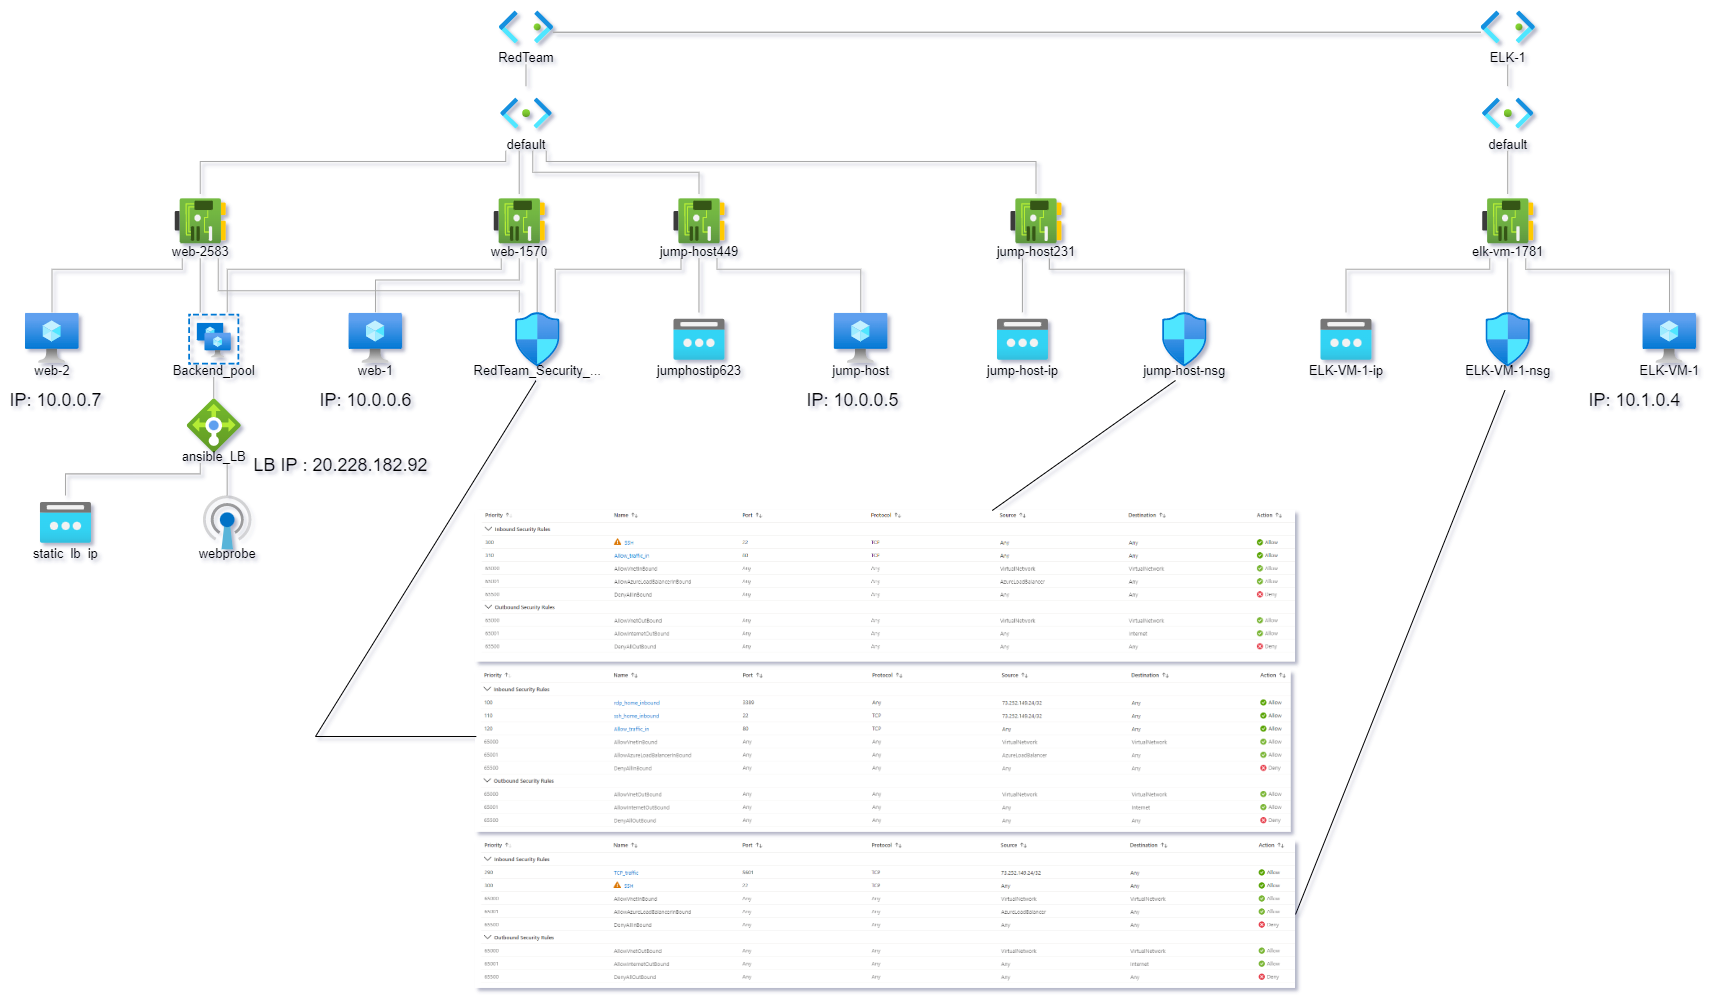 RedTeam
ELK-1
default
default
web-2583
web-1570
jump-host449
jump-host231
elk-vm-1781
web-2
Backend_pool
web-1
RedTeam_Security_...
jumphostip623
jump-host
jump-host-ip
jump-host-nsg
ELK-VM-1-ip
ELK-VM-1-nsg
ELK-VM-1
IP: 10.0.0.7
IP: 10.0.0.6
IP: 10.0.0.5
IP: 10.1.0.4
ansible_LB
LB IP : 20.228.182.92
static_lb_ip
webprobe
Priority Name Port Protocol Source Destination Action
Inbound Security Rules
300 SSH 22 TCP Any Any Allow
310 Allow_traffic_in 80 TCP Any Any Allow
65000 AllowVnetInBound Any Any VirtualNetwork VirtualNetwork Allow
65001 AllowAzureLoadBalancerInBound Any Any AzureLoadBalancer Any Allow
65500 DenyAllInBound Any Any Any Any Deny
Outbound Security Rules
65000 AllowVnetOutBound Any Any VirtualNetwork VirtualNetwork Allow
65001 AllowInternetOutBound Any Any Any Internet Allow
65500 DenyAllOutBound Any Any Any Any Deny
Priority Name Port Protocol Source Destination Action
Inbound Security Rules
100 rdp_home_inbound 3389 Any 73.252.149.24/32 Any Allow
110 ssh_home_inbound 22 TCP 73.252.149.24/32 Any Allow
120 Allow_traffic_in 80 TCP Any Any Allow
65000 AllowVnetInBound Any Any VirtualNetwork VirtualNetwork Allow
65001 AllowAzureLoadBalancerInBound Any Any AzureLoadBalancer Any Allow
65500 DenyAllInBound Any Any Any Any Deny
Outbound Security Rules
65000 AllowVnetOutBound Any Any VirtualNetwork VirtualNetwork Allow
65001 AllowInternetOutBound Any Any Any Internet Allow
65500 DenyAllOutBound Any Any Any Any Deny
Priority Name Port Protocol Source Destination Action
Inbound Security Rules
290 TCP_traffic 5601 TCP 73.252.149.24/32 Any Allow
300 SSH 22 TCP Any Any Allow
65000 AllowVnetInBound Any Any VirtualNetwork VirtualNetwork Allow
65001 AllowAzureLoadBalancerInBound Any Any AzureLoadBalancer Any Allow
65500 DenyAllInBound Any Any Any Any Deny
Outbound Security Rules
65000 AllowVnetOutBound Any Any VirtualNetwork VirtualNetwork Allow
65001 AllowInternetOutBound Any Any Any Internet Allow
65500 DenyAllOutBound Any Any Any Any Deny